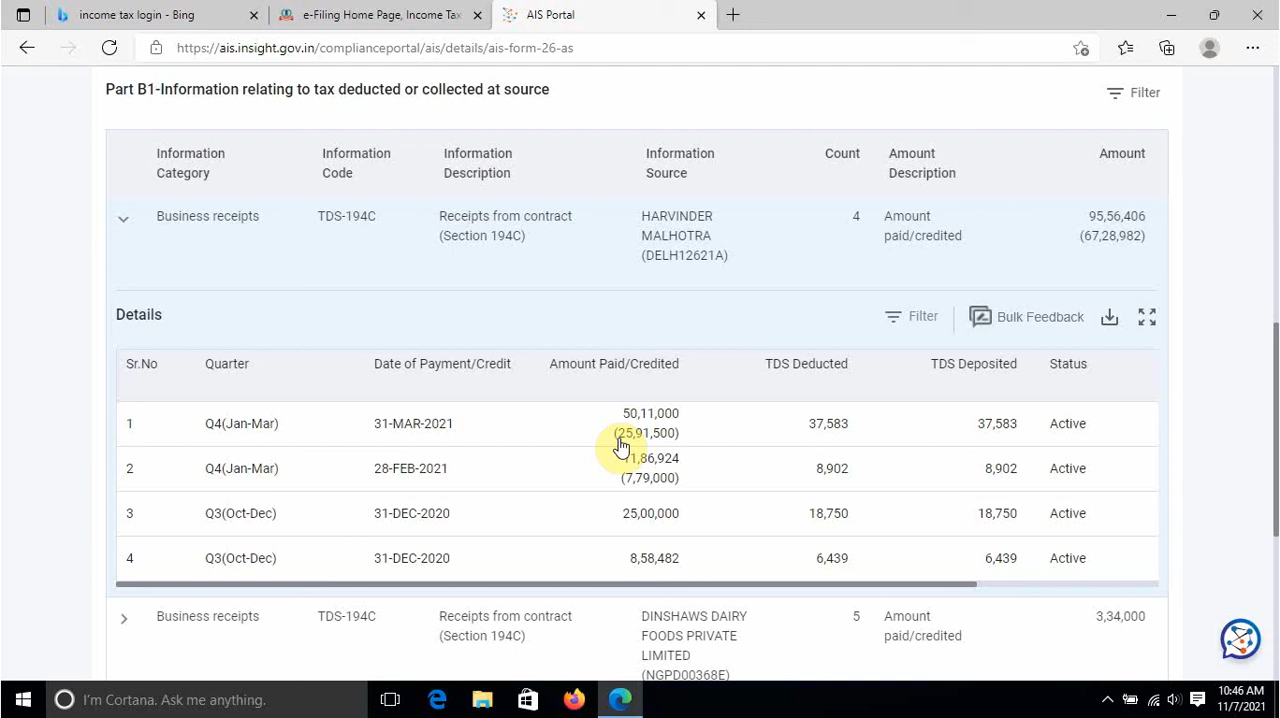 income tax login - Bing
e-Filing Home Page, Income Tax
AIS Portal
https://ais.insight.gov.in/complianceportal/ais/details/ais-form-26-as
Part B1-Information relating to tax deducted or collected at source
Filter
Information Category
Information Code
Information Description
Information Source
Count
Amount Description
Amount
Business receipts
TDS-194C
Receipts from contract (Section 194C)
HARVINDER MALHOTRA (DELH12621A)
4
Amount paid/credited
95,56,406
(67,28,982)
Details
Filter
Bulk Feedback
Sr.No Quarter Date of Payment/Credit Amount Paid/Credited TDS Deducted TDS Deposited Status
1 Q4(Jan-Mar) 31-MAR-2021 50,11,000 (25,91,500) 37,583 37,583 Active
2 Q4(Jan-Mar) 28-FEB-2021 11,86,924 (7,79,000) 8,902 8,902 Active
3 Q3(Oct-Dec) 31-DEC-2020 25,00,000 18,750 18,750 Active
4 Q3(Oct-Dec) 31-DEC-2020 8,58,482 6,439 6,439 Active
Business receipts
TDS-194C
Receipts from contract (Section 194C)
DINSHAWS DAIRY FOODS PRIVATE LIMITED (NGPD00368E)
5
Amount paid/credited
3,34,000
I'm Cortana. Ask me anything.
10:46 AM
11/7/2021